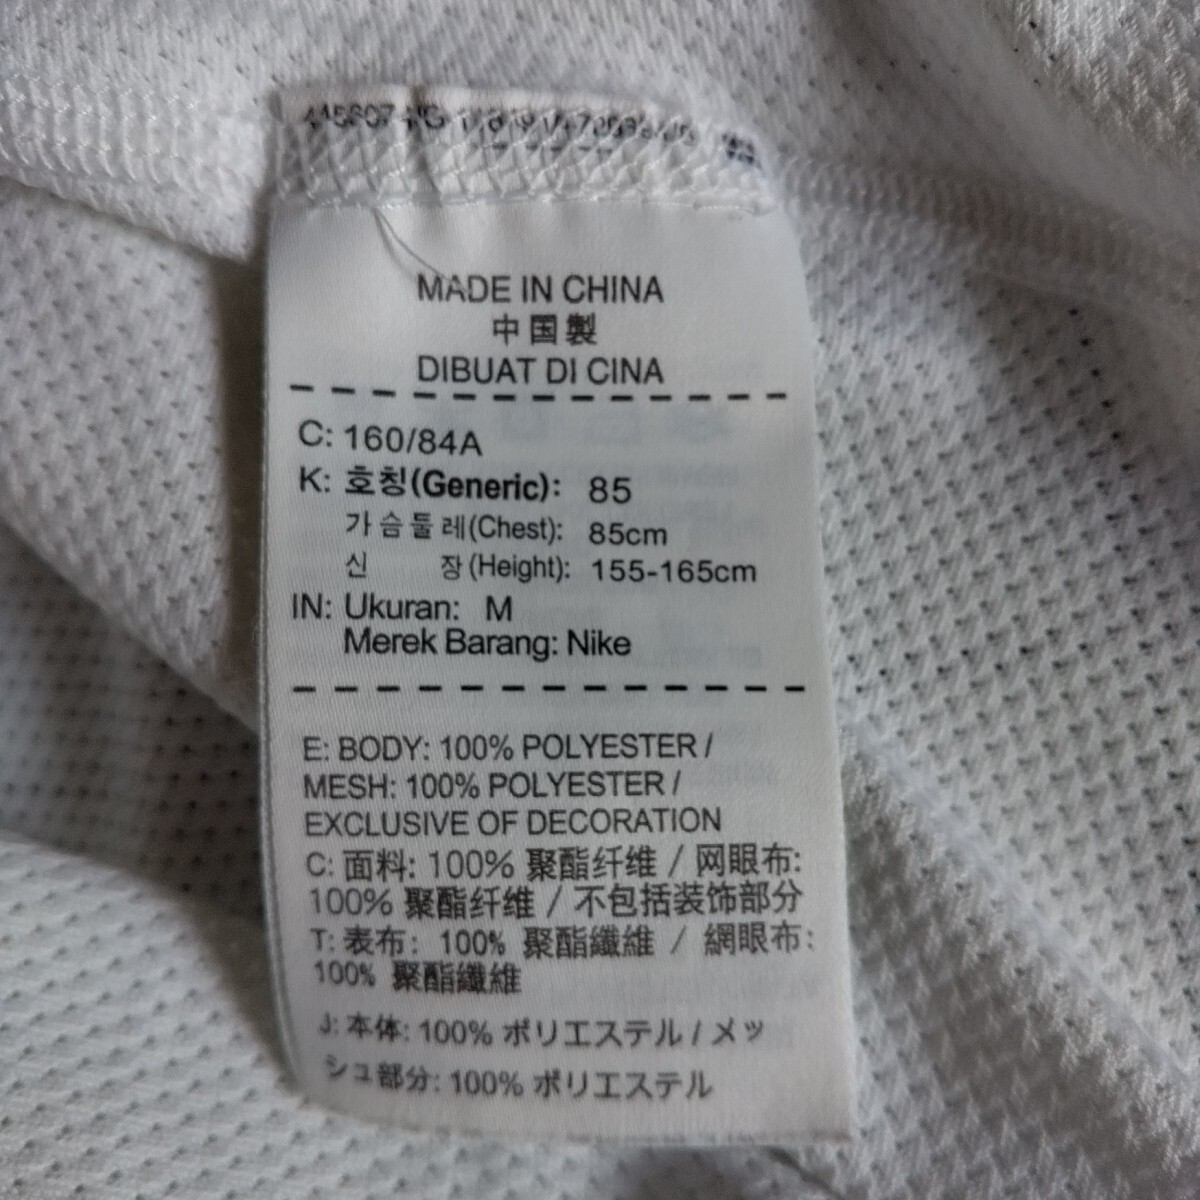 MADE IN CHINA
中国製
DIBUAT DI CINA
C: 160/84A
K: 호칭(Generic): 85
가슴둘레(Chest): 85cm
신 장(Height): 155-165cm
IN: Ukuran: M
Merek Barang: Nike
E: BODY: 100% POLYESTER /
MESH: 100% POLYESTER /
EXCLUSIVE OF DECORATION
C: 面料: 100% 聚酯纤维 / 网眼布:
100% 聚酯纤维 / 不包括装饰部分
T: 表布: 100% 聚酯纖維 / 網眼布:
100% 聚酯纖維
J: 本体: 100% ポリエステル / メッ
シュ部分: 100% ポリエステル